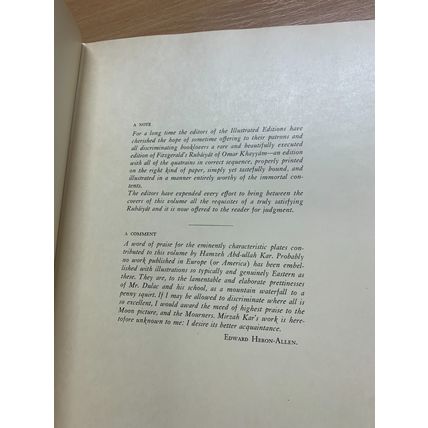 A NOTE
For a long time the editors of the Illustrated Editions have
cherished the hope of sometime offering to their patrons and
all discriminating booklovers a rare and beautifully executed
edition of Fitzgerald's Rubáiyát of Omar Khayyám—an edition
with all of the quatrains in correct sequence, properly printed
on the right kind of paper, simply yet tastefully bound, and
illustrated in a manner entirely worthy of the immortal con-
tents.
The editors have expended every effort to bring between the
covers of this volume all the requisites of a truly satisfying
Rubáiyát and it is now offered to the reader for judgment.
A COMMENT
A word of praise for the eminently characteristic plates con-
tributed to this volume by Hamzeh Abd-ullah Kar. Probably
no work published in Europe (or America) has been embel-
lished with illustrations so typically and genuinely Eastern as
these. They are, to the lamentable and elaborate prettinesses
of Mr. Dulac and his school, as a mountain waterfall to a
penny squirt. If I may be allowed to discriminate where all is
so excellent, I would award the meed of highest praise to the
Moon picture, and the Mourners. Mirzah Kar's work is here-
tofore unknown to me: I desire its better acquaintance.
EDWARD HERON-ALLEN.